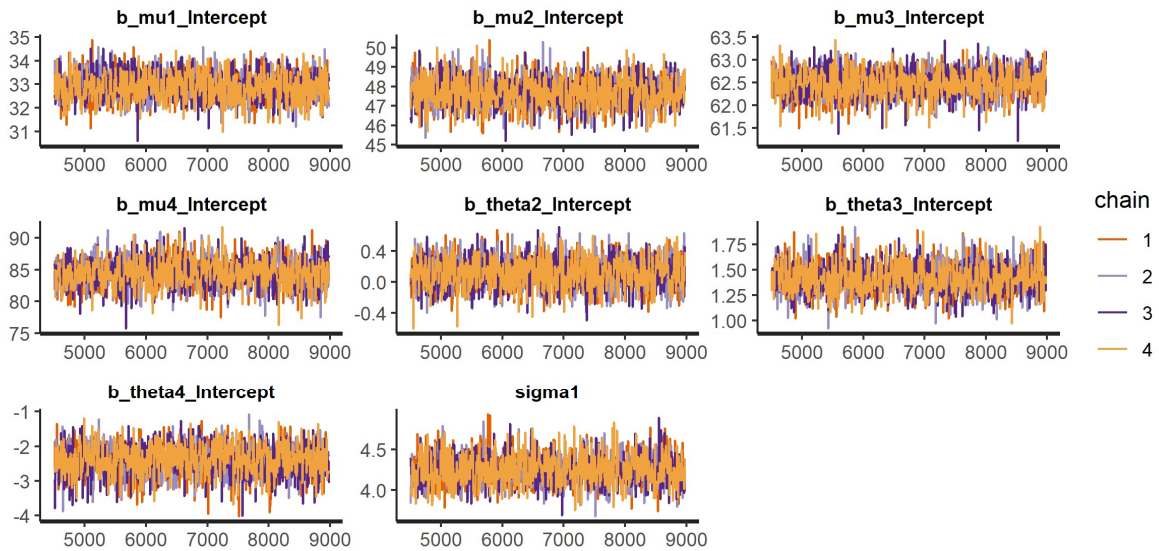 b_mu1_Intercept b_mu2_Intercept b_mu3_Intercept
35 34 33 32 31
50 49 48 47 46 45
63.5 63.0 62.5 62.0 61.5
5000 6000 7000 8000 9000 5000 6000 7000 8000 9000 5000 6000 7000 8000 9000
b_mu4_Intercept b_theta2_Intercept b_theta3_Intercept
90 85 80 75
0.4 0.0 -0.4
1.75 1.50 1.25 1.00
5000 6000 7000 8000 9000 5000 6000 7000 8000 9000 5000 6000 7000 8000 9000
b_theta4_Intercept sigma1
-1 -2 -3 -4
4.5 4.0
5000 6000 7000 8000 9000 5000 6000 7000 8000 9000
chain
1
2
3
4